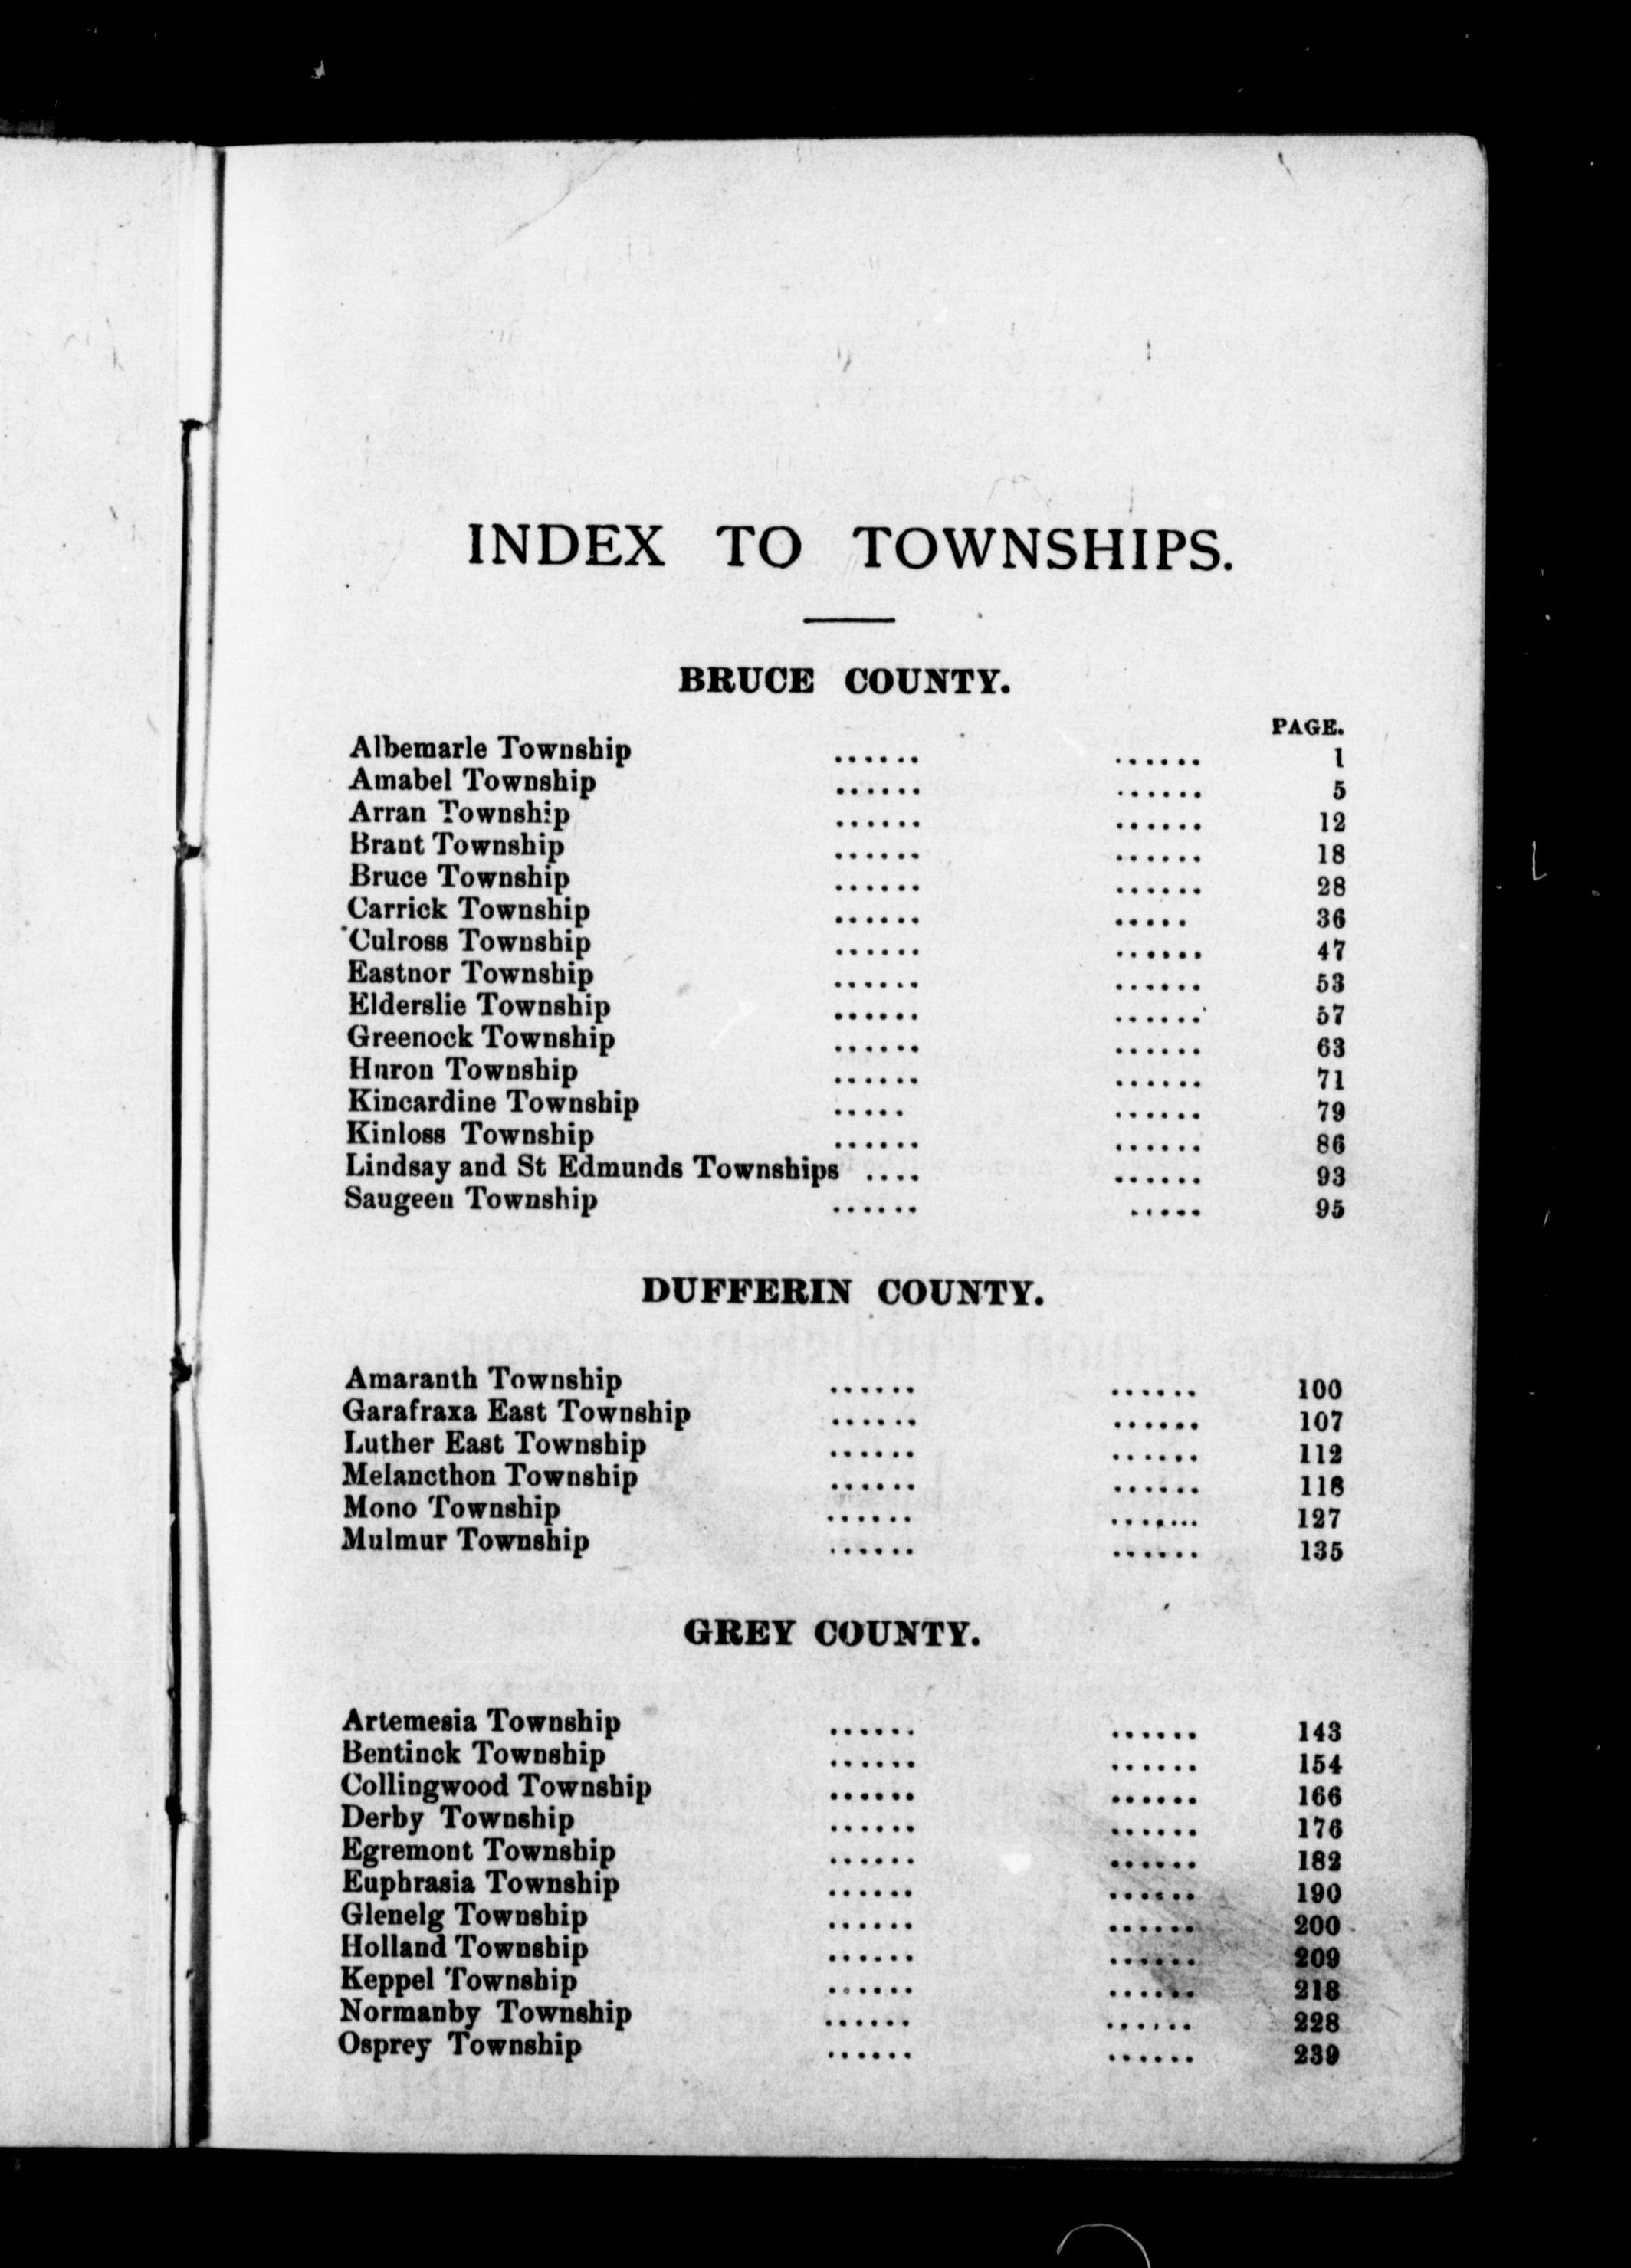 INDEX TO TOWNSHIPS.
BRUCE COUNTY.
PAGE.
Albemarle Township ...... ...... 1
Amabel Township ...... ...... 5
Arran Township ...... ...... 12
Brant Township ...... ...... 18
Bruce Township ...... ...... 28
Carrick Township ...... ..... 36
Culross Township ...... ...... 47
Eastnor Township ...... ...... 53
Elderslie Township ...... ...... 57
Greenock Township ...... ...... 63
Huron Township ...... ...... 71
Kincardine Township ..... ...... 79
Kinloss Township ...... ...... 86
Lindsay and St Edmunds Townships .... ...... 93
Saugeen Township ...... ..... 95
DUFFERIN COUNTY.
Amaranth Township ...... ...... 100
Garafraxa East Township ...... ...... 107
Luther East Township ...... ...... 112
Melancthon Township ...... ...... 118
Mono Township ...... ....... 127
Mulmur Township ...... ...... 135
GREY COUNTY.
Artemesia Township ...... ...... 143
Bentinck Township ...... ...... 154
Collingwood Township ...... ...... 166
Derby Township ...... ...... 176
Egremont Township ...... ...... 182
Euphrasia Township ...... ...... 190
Glenelg Township ...... ...... 200
Holland Township ...... ...... 209
Keppel Township ...... ...... 218
Normanby Township ...... ...... 228
Osprey Township ...... ...... 239